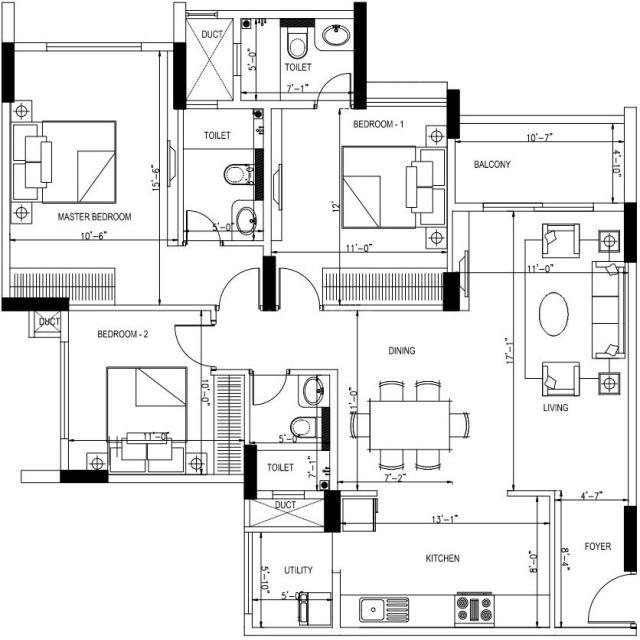 DUCT
5'-0"
TOILET
7'-1"
TOILET
5'-0"
BEDROOM - 1
12'
11'-0"
10'-7"
4'-10"
BALCONY
15'-6"
MASTER BEDROOM
10'-6"
11'-0"
17'-1"
LIVING
DUCT
BEDROOM - 2
10'-0"
11'-0"
DINING
11'-0"
7'-2"
5'-0"
TOILET
7'-1"
DUCT
13'-1"
KITCHEN
8'-0"
4'-7"
8'-4"
FOYER
UTILITY
5'-10"
5'-0"